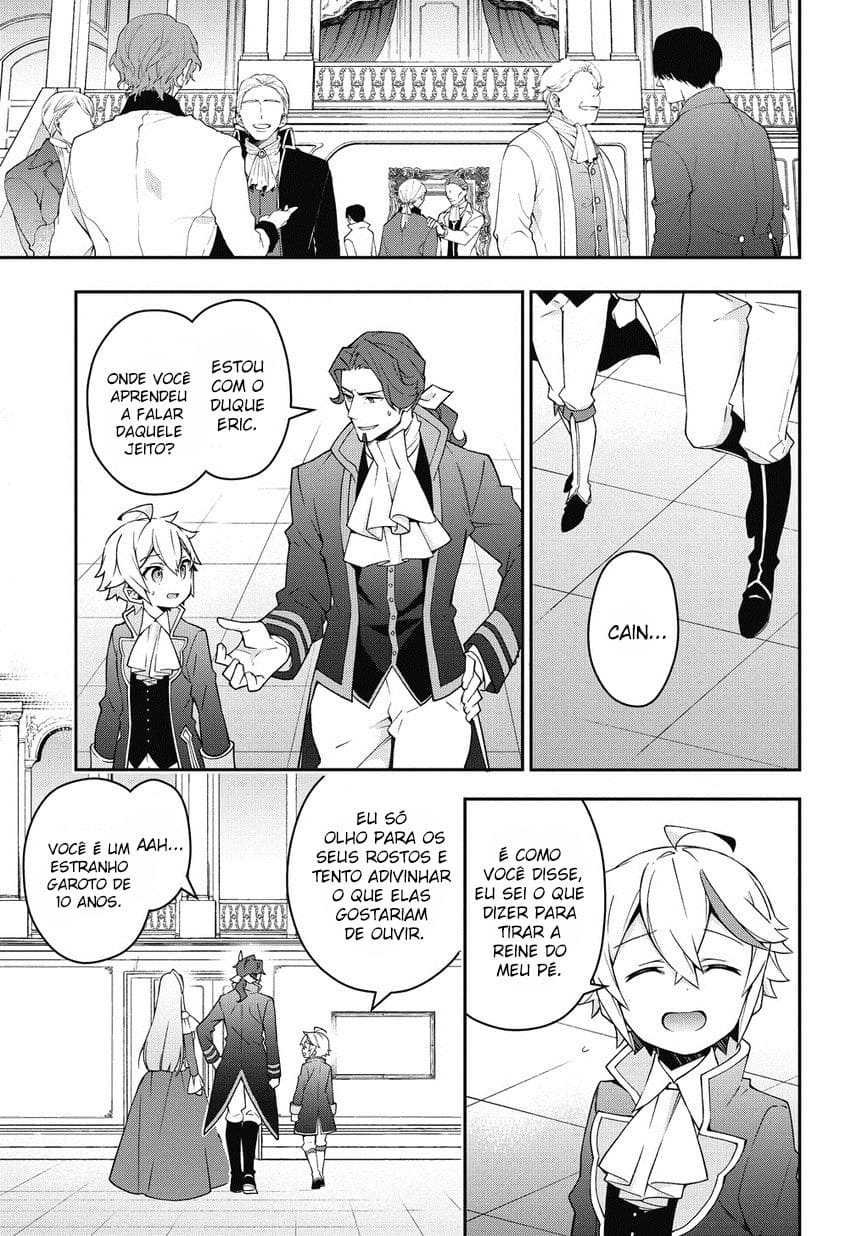 CAIN...
ESTOU
COM O
DUQUE
ERIC.
ONDE VOCÊ
APRENDEU
A FALAR
DAQUELE
JEITO?
É COMO
VOCÊ DISSE,
EU SEI O QUE
DIZER PARA
TIRAR A
REINE DO
MEU PÉ.
EU SÓ
OLHO PARA OS
SEUS ROSTOS E
TENTO ADIVINHAR
O QUE ELAS
GOSTARIAM
DE OUVIR.
AAH...
VOCÊ É UM
ESTRANHO
GAROTO DE
10 ANOS.